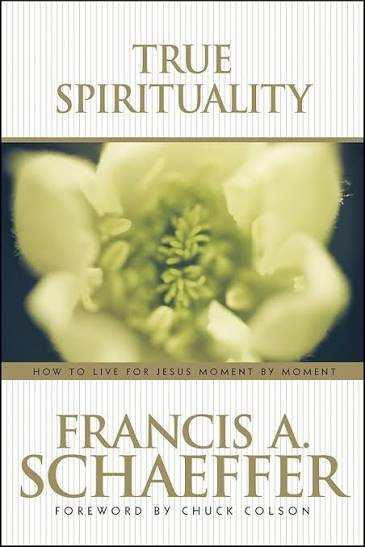 TRUE
SPIRITUALITY
HOW TO LIVE FOR JESUS MOMENT BY MOMENT
FRANCIS A.
SCHAEFFER
FOREWORD BY CHUCK COLSON